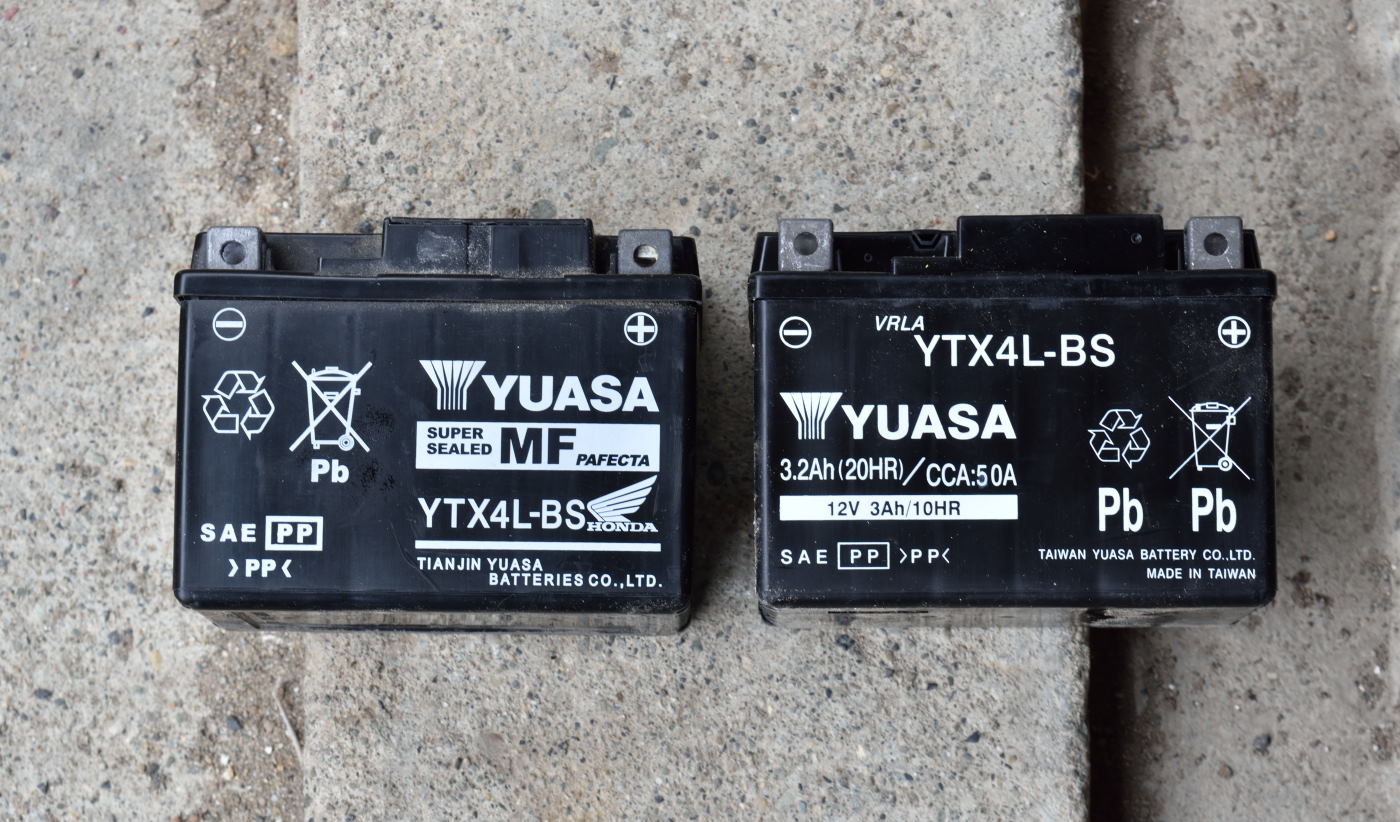 YUASA
SUPER
SEALED MF PAFECTA
YTX4L-BS HONDA
TIANJIN YUASA
BATTERIES CO.,LTD.
Pb
SAE PP
>PP<
VRLA
YTX4L-BS
YUASA
3.2Ah(20HR)/CCA:50A
12V 3Ah/10HR
SAE PP >PP<
Pb Pb
TAIWAN YUASA BATTERY CO.,LTD.
MADE IN TAIWAN